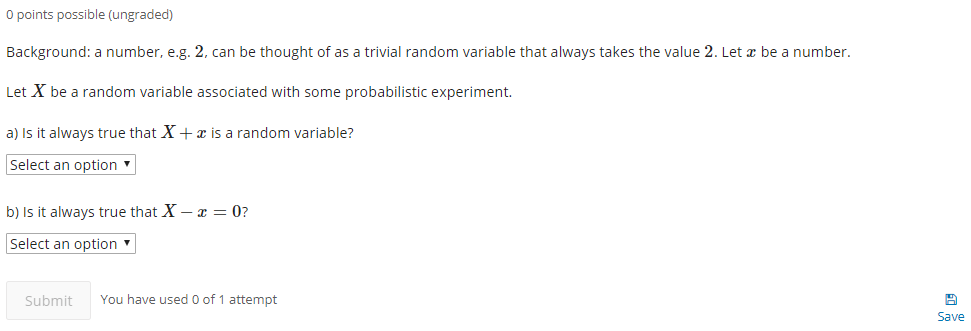 0 points possible (ungraded)
Background: a number, e.g. 2, can be thought of as a trivial random variable that always takes the value 2. Let x be a number.
Let X be a random variable associated with some probabilistic experiment.
a) Is it always true that X + x is a random variable?
Select an option ▼
b) Is it always true that X − x = 0?
Select an option ▼
Submit You have used 0 of 1 attempt
Save